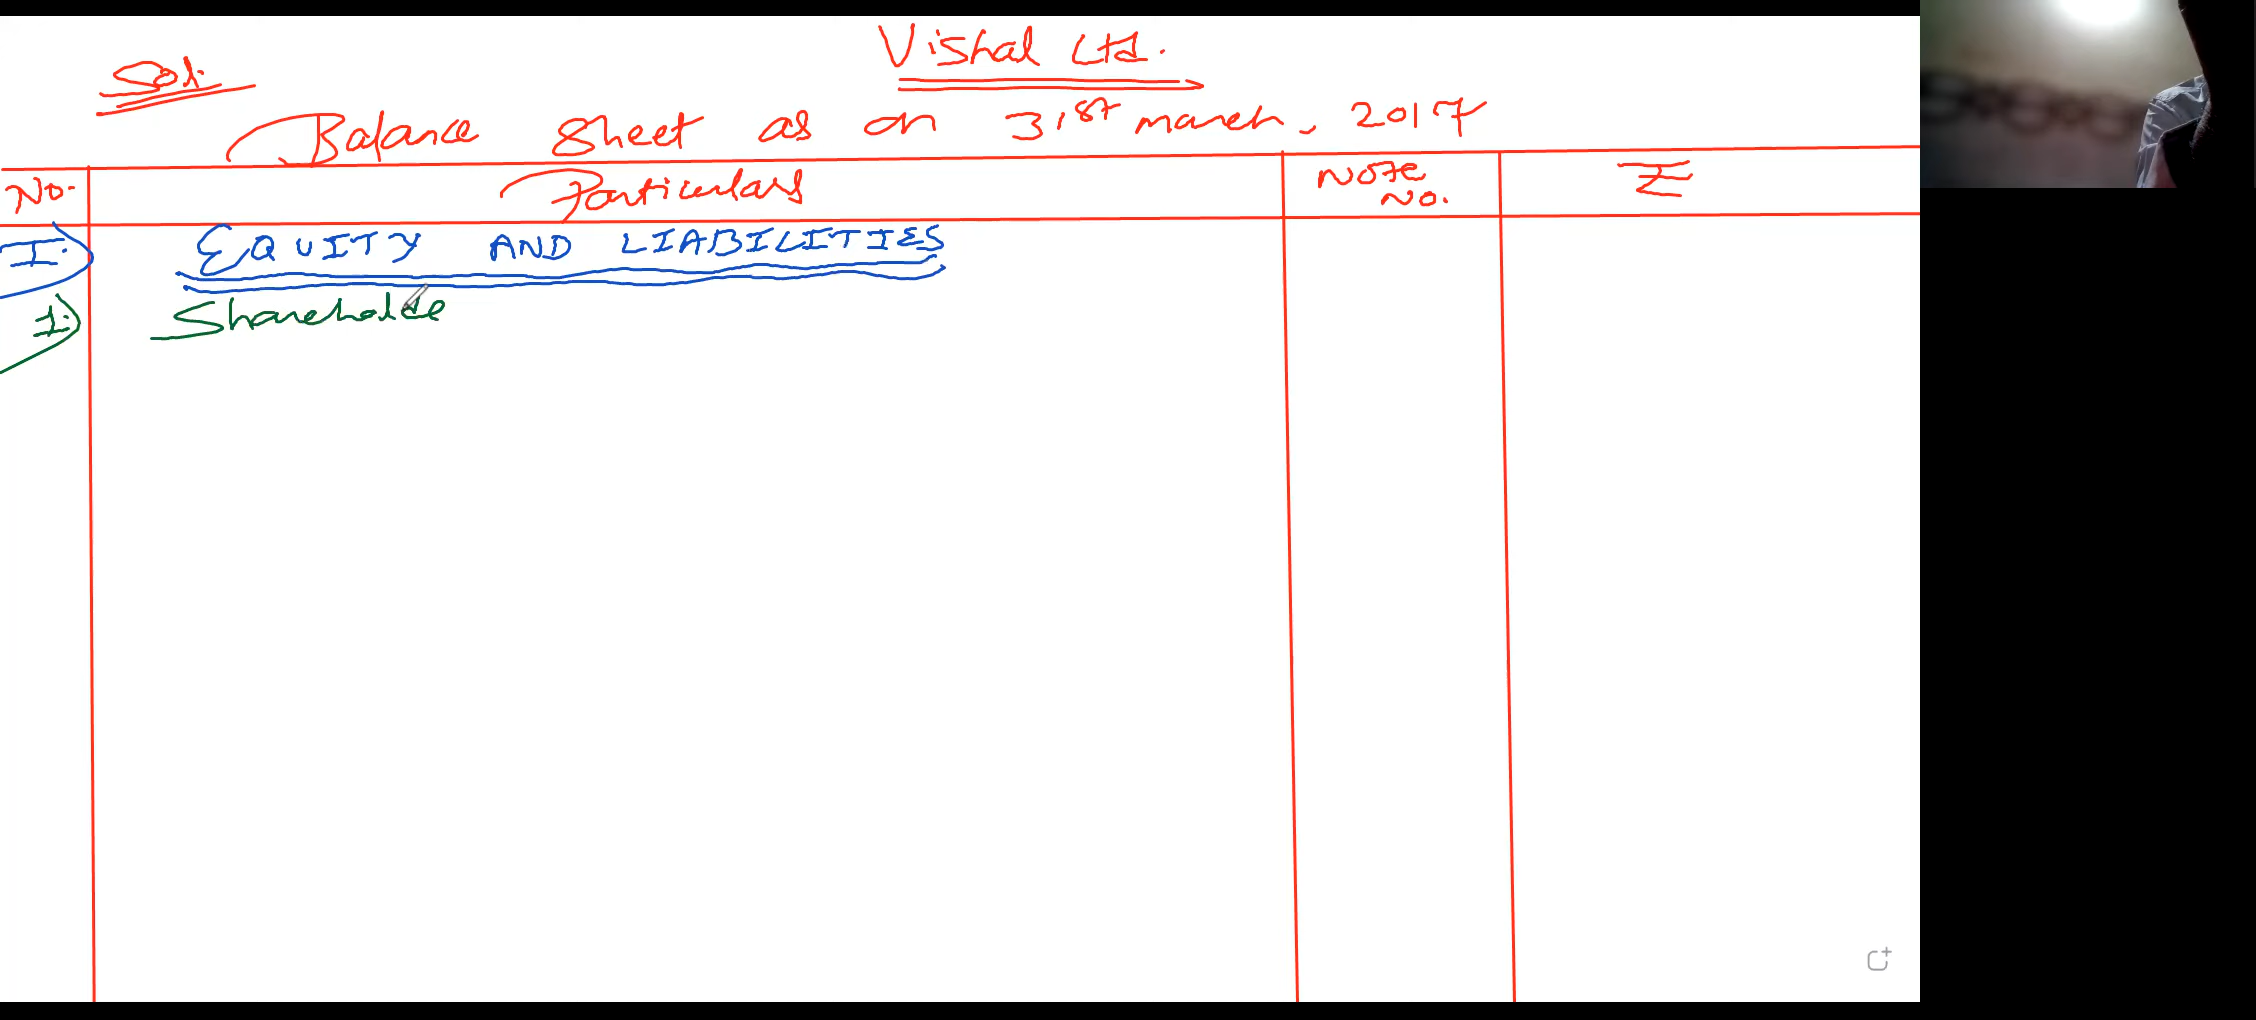 Vishal Ltd.
Sol.
Balance Sheet as on 31st march, 2017
No. Particulars Note No. ₹
I. EQUITY AND LIABILITIES
1. Shareholde